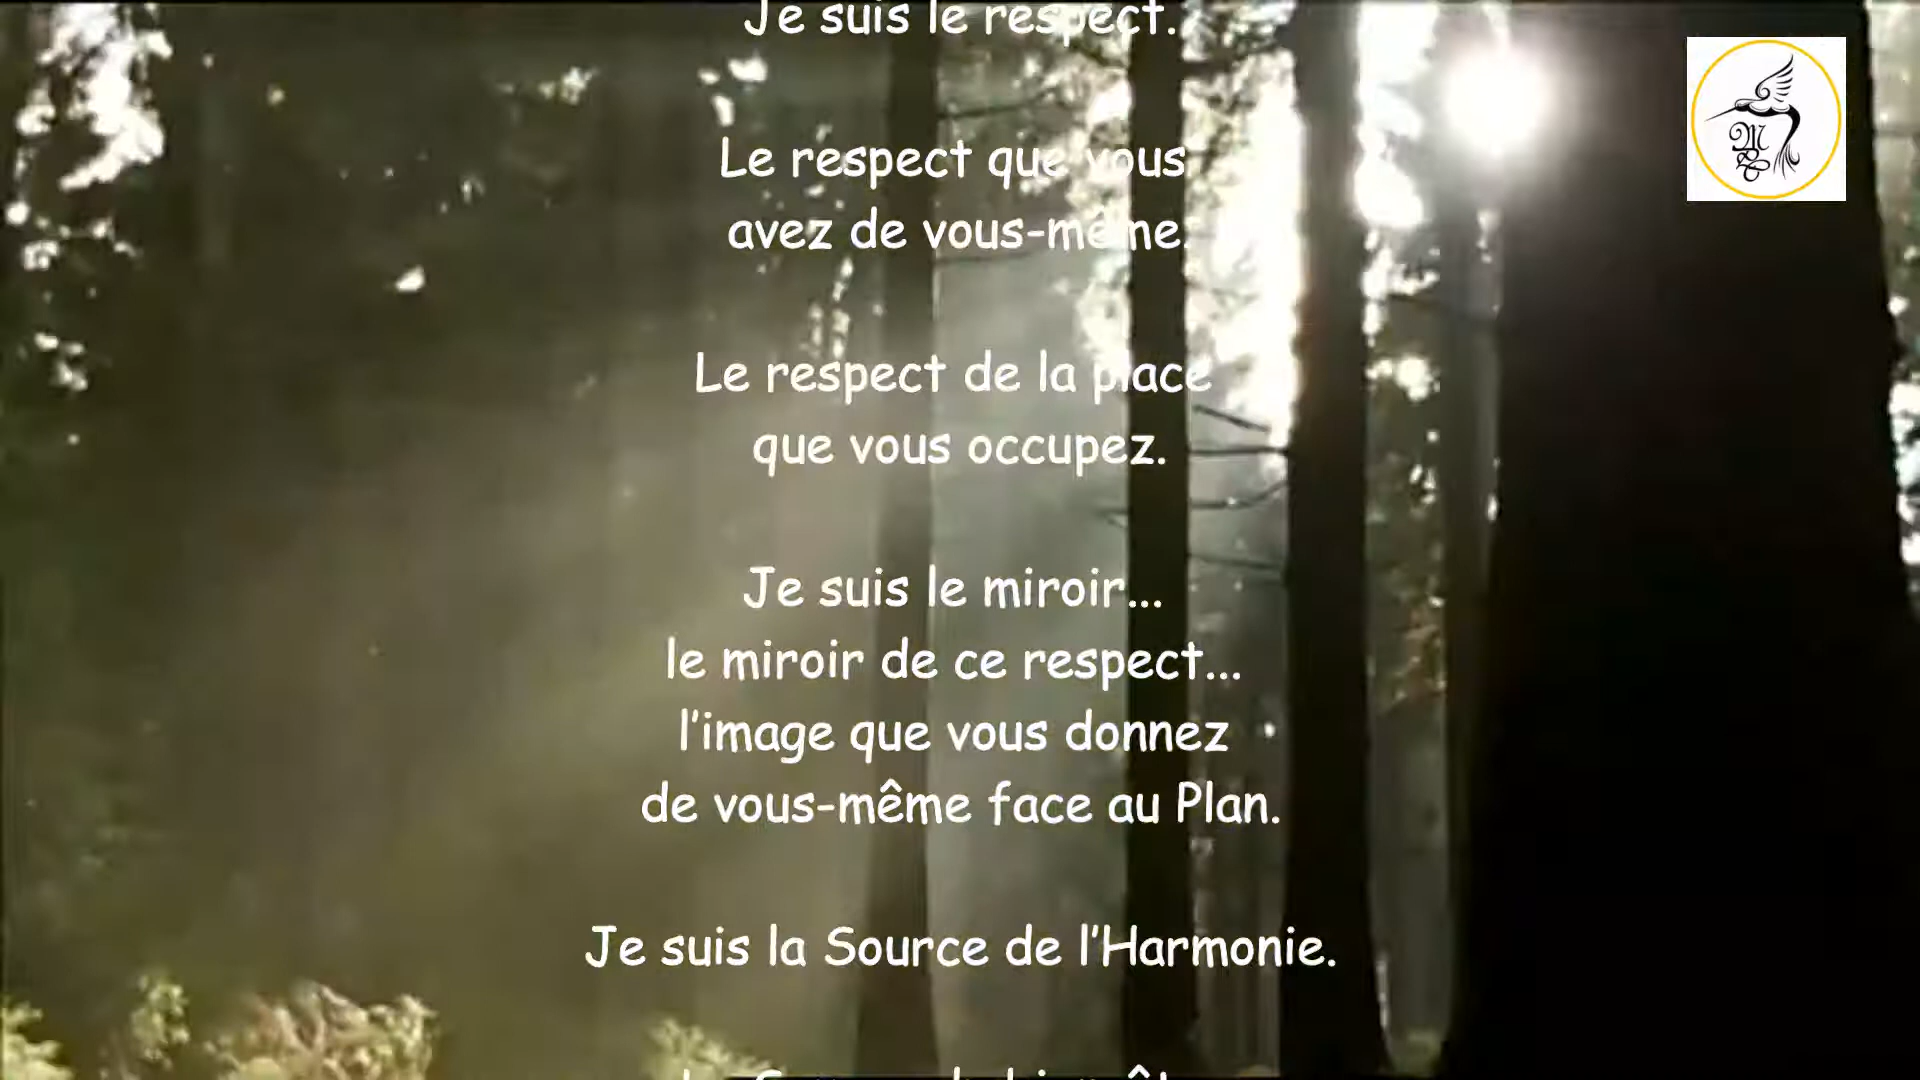 Je suis le respect.
Le respect que vous
avez de vous-même.
Le respect de la place
que vous occupez.
Je suis le miroir...
le miroir de ce respect...
l'image que vous donnez
de vous-même face au Plan.
Je suis la Source de l'Harmonie.